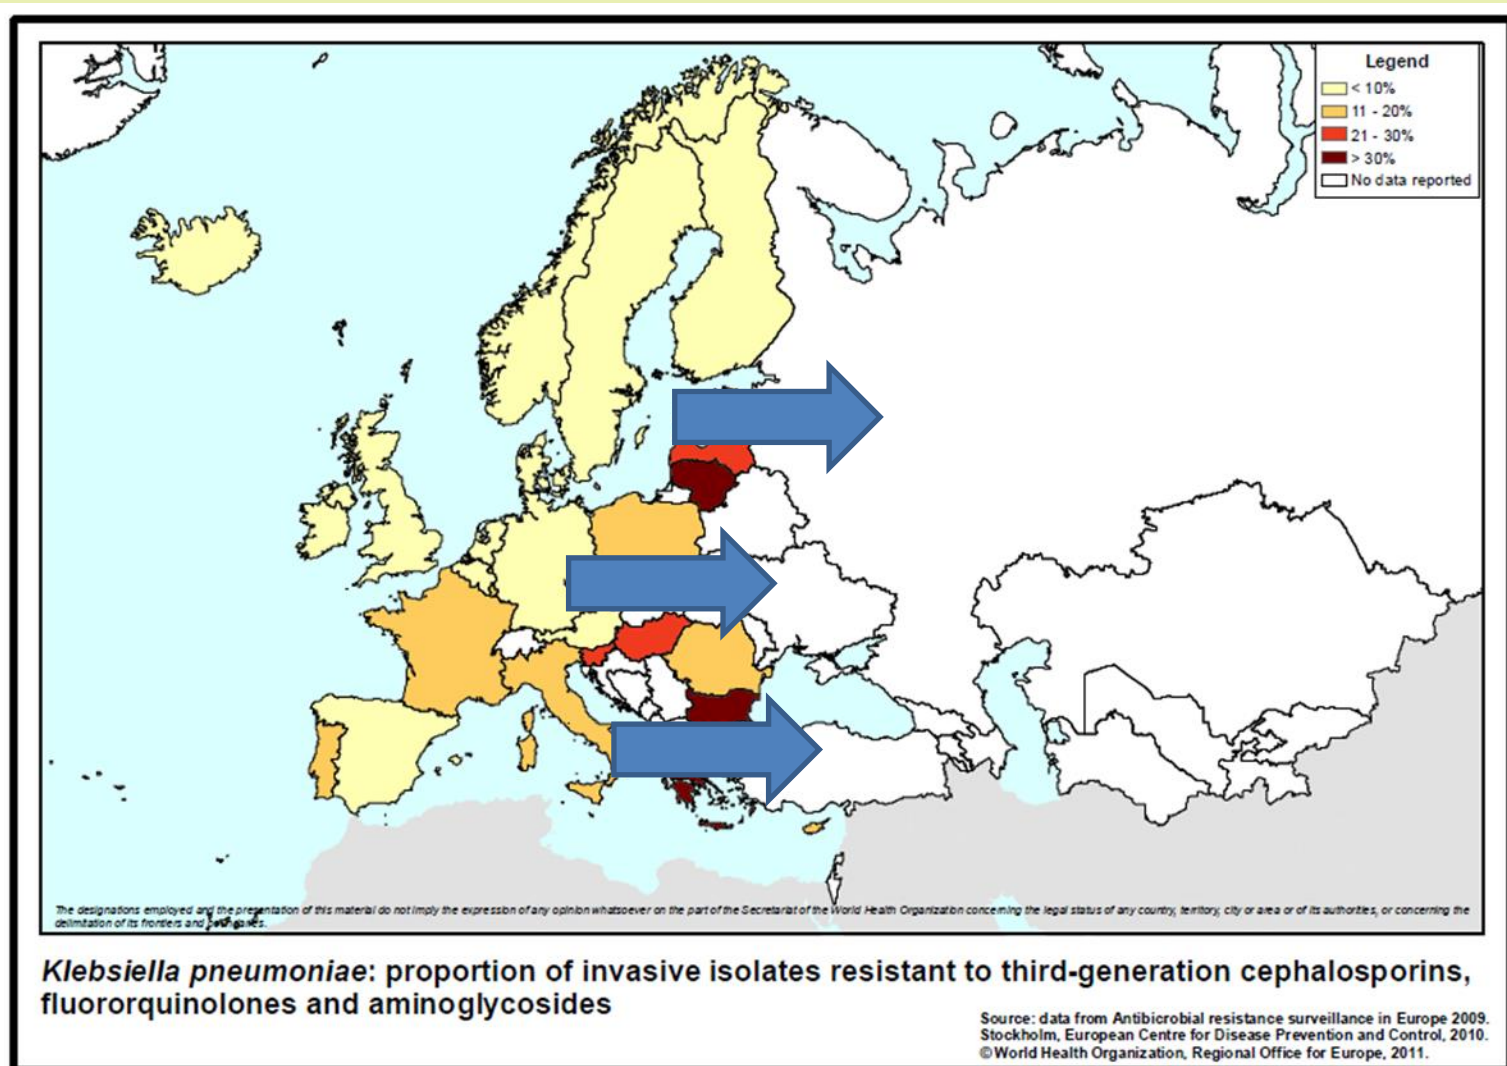 Legend
< 10%
11 - 20%
21 - 30%
> 30%
No data reported
The designations employed and the presentation of this material do not imply the expression of any opinion whatsoever on the part of the Secretariat of the World Health Organization concerning the legal status of any country, territory, city or area or of its authorities, or concerning the
delimitation of its frontiers and boundaries.
Klebsiella pneumoniae: proportion of invasive isolates resistant to third-generation cephalosporins,
fluororquinolones and aminoglycosides
Source: data from Antibicrobial resistance surveillance in Europe 2009.
Stockholm, European Centre for Disease Prevention and Control, 2010.
©World Health Organization, Regional Office for Europe, 2011.